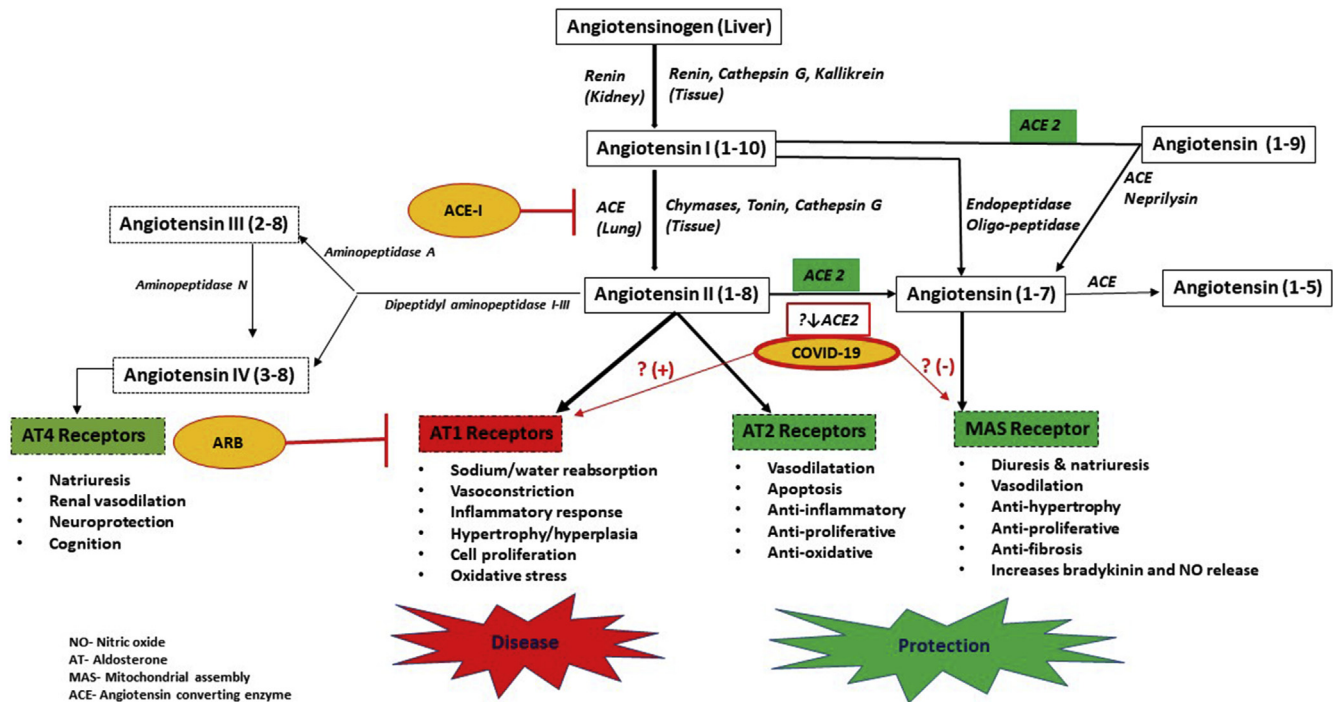 Angiotensinogen (Liver)
Renin
(Kidney)
Renin, Cathepsin G, Kallikrein
(Tissue)
ACE 2
Angiotensin I (1-10)
Angiotensin (1-9)
ACE-I
ACE
(Lung)
Chymases, Tonin, Cathepsin G
(Tissue)
Endopeptidase
Oligo-peptidase
ACE
Neprilysin
Angiotensin III (2-8)
Aminopeptidase A
Aminopeptidase N
Dipeptidyl aminopeptidase I-III
Angiotensin II (1-8)
ACE 2
Angiotensin (1-7)
ACE
Angiotensin (1-5)
?↓ACE2
COVID-19
? (+)
? (-)
Angiotensin IV (3-8)
AT4 Receptors
ARB
AT1 Receptors
AT2 Receptors
MAS Receptor
• Natriuresis
• Renal vasodilation
• Neuroprotection
• Cognition
• Sodium/water reabsorption
• Vasoconstriction
• Inflammatory response
• Hypertrophy/hyperplasia
• Cell proliferation
• Oxidative stress
• Vasodilatation
• Apoptosis
• Anti-inflammatory
• Anti-proliferative
• Anti-oxidative
• Diuresis & natriuresis
• Vasodilation
• Anti-hypertrophy
• Anti-proliferative
• Anti-fibrosis
• Increases bradykinin and NO release
Disease
Protection
NO- Nitric oxide
AT- Aldosterone
MAS- Mitochondrial assembly
ACE- Angiotensin converting enzyme